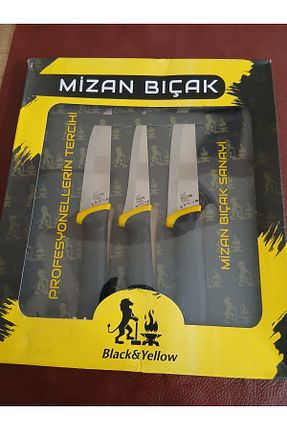 MİZAN BIÇAK
PROFESYONELLERİN TERCİHİ
MİZAN BIÇAK SANAYİ
Black&Yellow